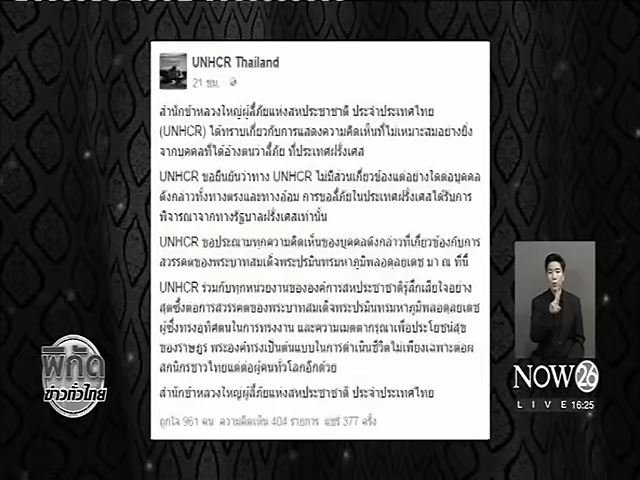 UNHCR Thailand
21 ชม.
สำนักข้าหลวงใหญ่ผู้ลี้ภัยแห่งสหประชาชาติ ประจำประเทศไทย
(UNHCR) ได้ทราบเกี่ยวกับการแสดงความคิดเห็นที่ไม่เหมาะสมอย่างยิ่ง
จากบุคคลที่ได้อ้างตนว่าลี้ภัย ที่ประเทศฝรั่งเศส
UNHCR ขอยืนยันว่าทาง UNHCR ไม่มีส่วนเกี่ยวข้องแต่อย่างใดต่อบุคคล
ดังกล่าวทั้งทางตรงและทางอ้อม การขอลี้ภัยในประเทศฝรั่งเศสได้รับการ
พิจารณาจากทางรัฐบาลฝรั่งเศสเท่านั้น
UNHCR ขอประณามทุกความคิดเห็นของบุคคลดังกล่าวที่เกี่ยวข้องกับการ
สวรรคตของพระบาทสมเด็จพระปรมินทรมหาภูมิพลอดุลยเดช มา ณ ที่นี้
UNHCR ร่วมกับทุกหน่วยงานขององค์การสหประชาชาติรู้สึกเสียใจอย่าง
สุดซึ้งต่อการสวรรคตของพระบาทสมเด็จพระปรมินทรมหาภูมิพลอดุลยเดช
ผู้ซึ่งทรงอุทิศตนในการทรงงาน และความเมตตากรุณาเพื่อประโยชน์สุข
ของราษฎร พระองค์ทรงเป็นต้นแบบในการดำเนินชีวิตไม่เพียงเฉพาะต่อพ
สกนิกรชาวไทยแต่ต่อผู้คนทั่วโลกอีกด้วย
สำนักข้าหลวงใหญ่ผู้ลี้ภัยแห่งสหประชาชาติ ประจำประเทศไทย
ถูกใจ 961 คน ความคิดเห็น 404 รายการ แชร์ 377 ครั้ง
พิกัด
ข่าวทั่วไทย
NOW26
LIVE 16:25